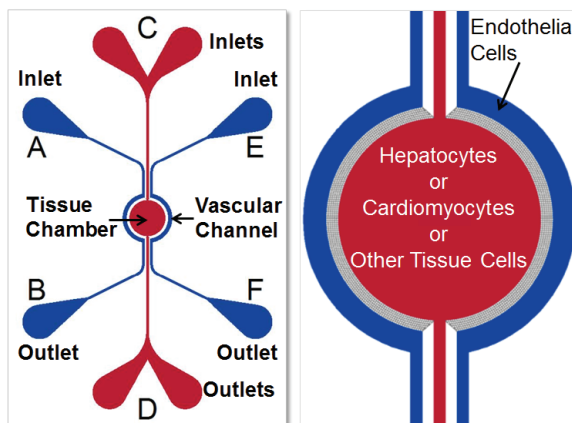 C
Inlets
Inlet
Inlet
A
E
Tissue
Chamber
Vascular
Channel
B
F
Outlet
Outlet
Outlets
D
Endothelia
Cells
Hepatocytes
or
Cardiomyocytes
or
Other Tissue Cells